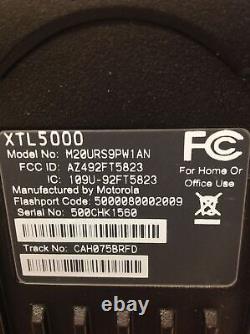 XTL5000
Model No: M20URS9PW1AN
FCC ID: AZ492FT5823
IC: 109U-92FT5823
Manufactured by Motorola
Flashport Code: 5000080002009
Serial No: 500CHK1560
Track No: CAH075BRFD
FC
For Home Or
Office Use
ebay